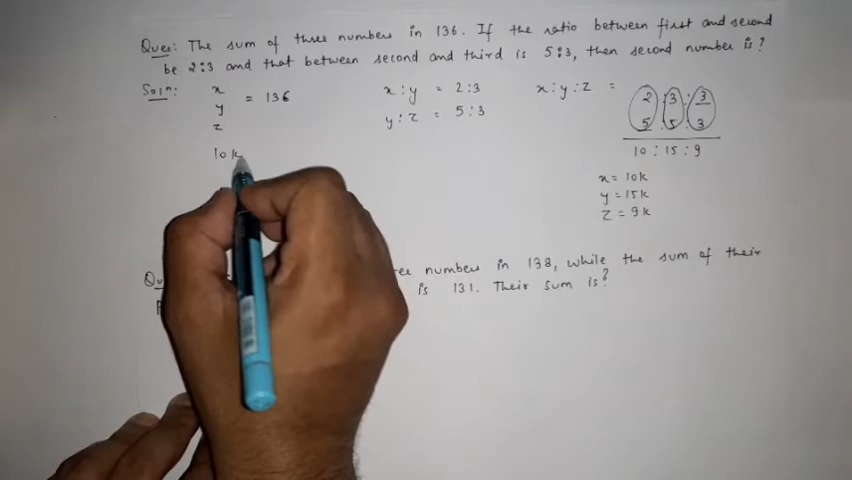 Ques: The sum of three numbers in 136. If the ratio between first and second
be 2:3 and that between second and third is 5:3, then second number is?
Solⁿ:
x
y = 136
z
x:y = 2:3
y:z = 5:3
x:y:z =
2 : 3 : 3
5 : 5 : 3
10 : 15 : 9
x = 10k
y = 15k
z = 9k
10k
numbers in 138, while the sum of their
is 131. Their sum is?